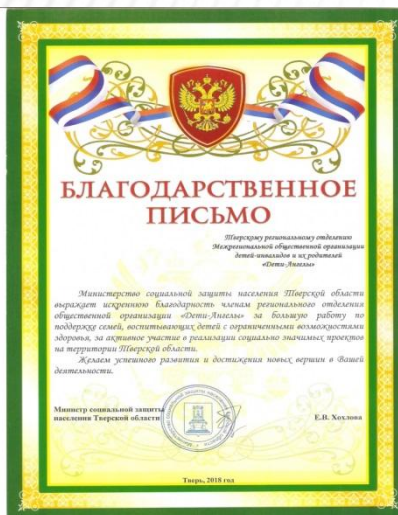 БЛАГОДАРСТВЕННОЕ
ПИСЬМО
Тверскому региональному отделению
Межрегиональной общественной организации
детей-инвалидов и их родителей
«Дети-Ангелы»
Министерство социальной защиты населения Тверской области
выражает искреннюю благодарность членам регионального отделения
общественной организации «Дети-Ангелы» за большую работу по
поддержке семей, воспитывающих детей с ограниченными возможностями
здоровья, за активное участие в реализации социально значимых проектов
на территории Тверской области.
Желаем успешного развития и достижения новых вершин в Вашей
деятельности.
Министр социальной защиты
населения Тверской области
Е.В. Хохлова
Тверь, 2018 год